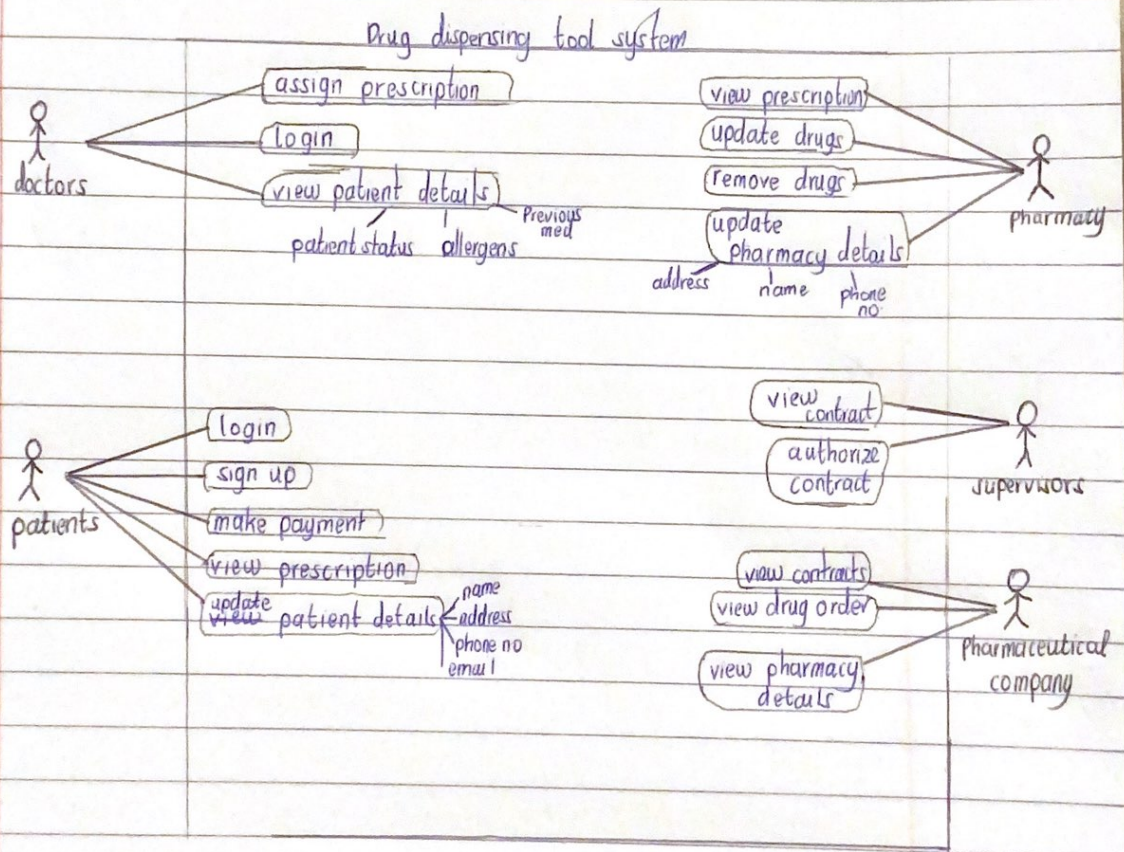 Drug dispensing tool system
assign prescription
login
view patient details
patient status
allergens
Previous
med
doctors
view prescription
update drugs
remove drugs
update
pharmacy details
address
name
phone
no.
pharmacy
login
sign up
make payment
view prescription
update
view patient details
name
address
phone no
email
patients
view
contract
authorize
contract
supervisors
view contracts
view drug order
view pharmacy
details
Pharmaceutical
company